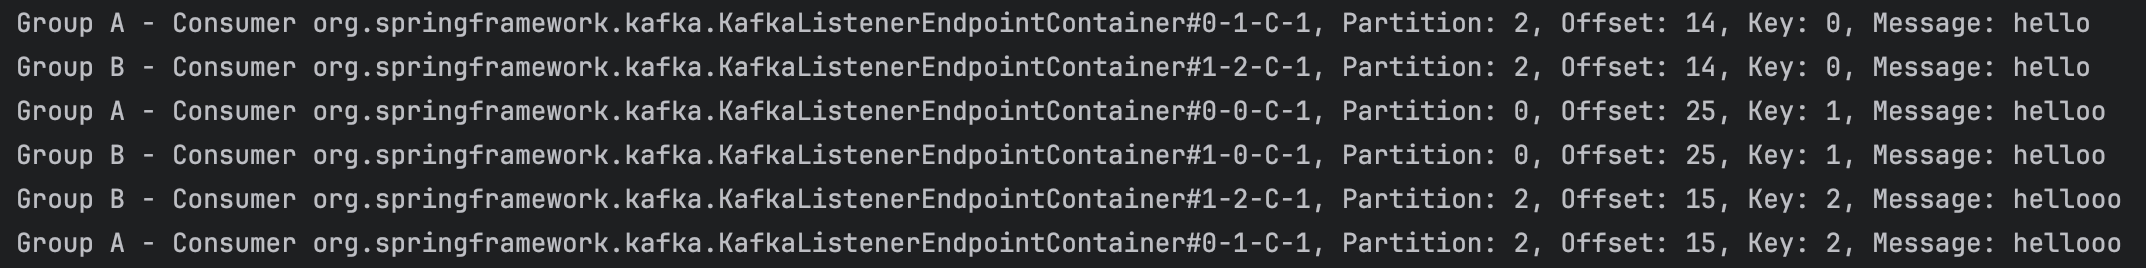 Group A - Consumer org.springframework.kafka.KafkaListenerEndpointContainer#0-1-C-1, Partition: 2, Offset: 14, Key: 0, Message: hello
Group B - Consumer org.springframework.kafka.KafkaListenerEndpointContainer#1-2-C-1, Partition: 2, Offset: 14, Key: 0, Message: hello
Group A - Consumer org.springframework.kafka.KafkaListenerEndpointContainer#0-0-C-1, Partition: 0, Offset: 25, Key: 1, Message: helloo
Group B - Consumer org.springframework.kafka.KafkaListenerEndpointContainer#1-0-C-1, Partition: 0, Offset: 25, Key: 1, Message: helloo
Group B - Consumer org.springframework.kafka.KafkaListenerEndpointContainer#1-2-C-1, Partition: 2, Offset: 15, Key: 2, Message: hellooo
Group A - Consumer org.springframework.kafka.KafkaListenerEndpointContainer#0-1-C-1, Partition: 2, Offset: 15, Key: 2, Message: hellooo